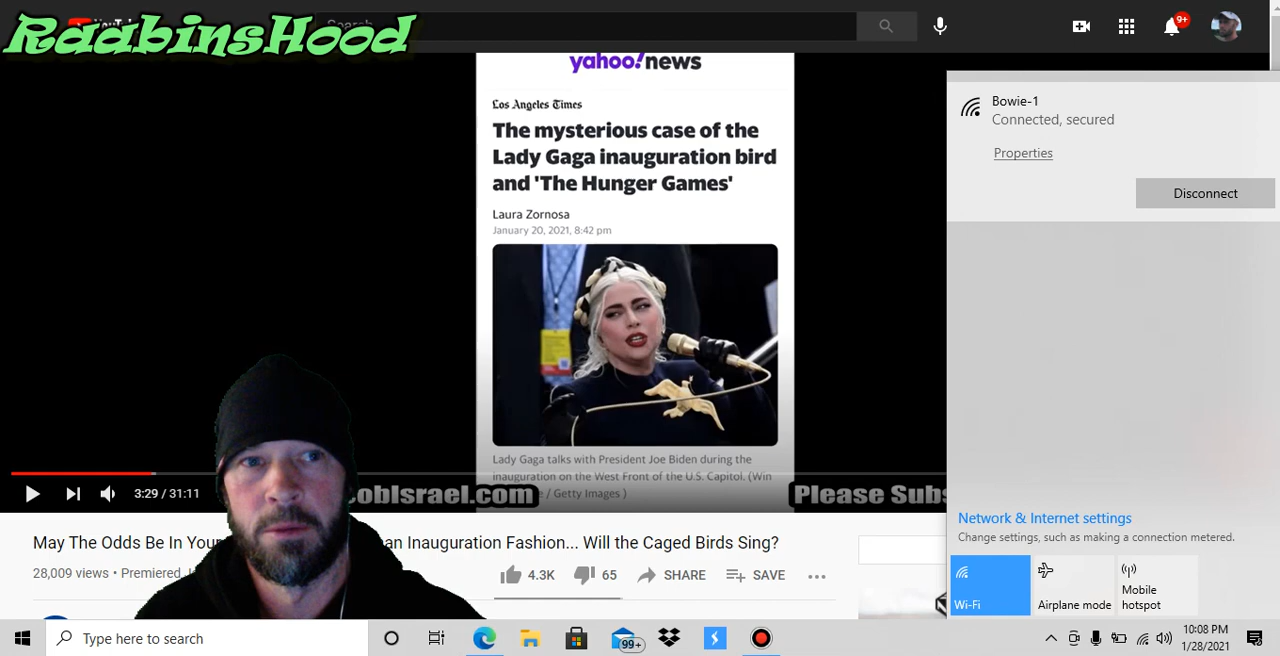 RaabinsHood
Search
9+
yahoo!news
Los Angeles Times
The mysterious case of the
Lady Gaga inauguration bird
and 'The Hunger Games'
Laura Zornosa
January 20, 2021, 8:42 pm
Lady Gaga talks with President Joe Biden during the
inauguration on the West Front of the U.S. Capitol. (Win
/ Getty Images )
Bowie-1
Connected, secured
Properties
Disconnect
3:29 / 31:11
cobIsrael.com
Please Subs
May The Odds Be In Your an Inauguration Fashion... Will the Caged Birds Sing?
28,009 views • Premiered
4.3K
65
SHARE
SAVE
Network & Internet settings
Change settings, such as making a connection metered.
Wi-Fi
Airplane mode
Mobile
hotspot
Type here to search
99+
10:08 PM
1/28/2021